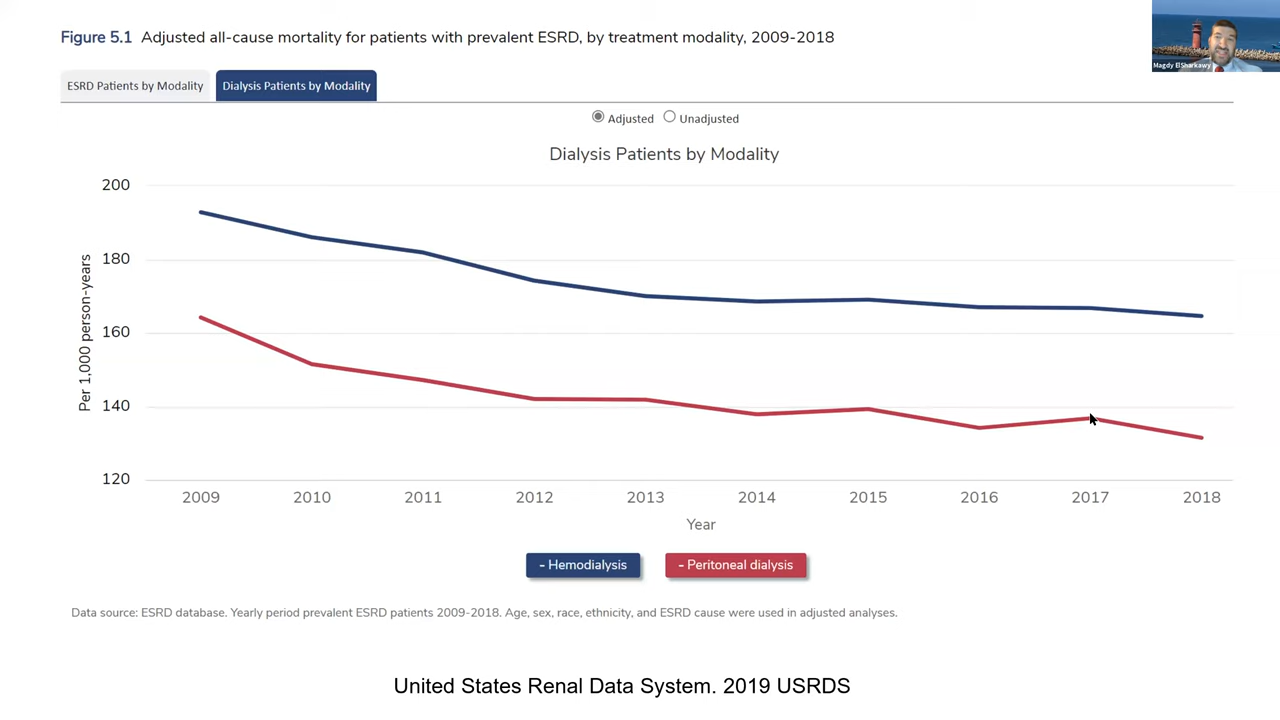 Figure 5.1 Adjusted all-cause mortality for patients with prevalent ESRD, by treatment modality, 2009-2018
Magdy ElSharkawy
ESRD Patients by Modality
Dialysis Patients by Modality
Adjusted
Unadjusted
Dialysis Patients by Modality
Per 1,000 person-years
200
180
160
140
120
2009 2010 2011 2012 2013 2014 2015 2016 2017 2018
Year
- Hemodialysis
- Peritoneal dialysis
Data source: ESRD database. Yearly period prevalent ESRD patients 2009-2018. Age, sex, race, ethnicity, and ESRD cause were used in adjusted analyses.
United States Renal Data System. 2019 USRDS